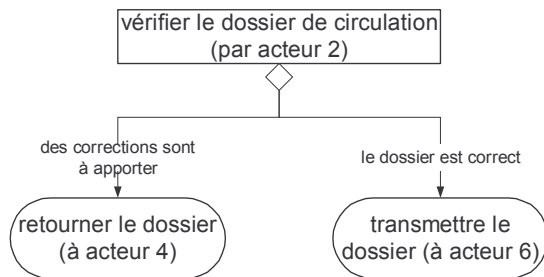 vérifier le dossier de circulation
(par acteur 2)
des corrections sont
à apporter
le dossier est correct
retourner le dossier
(à acteur 4)
transmettre le
dossier (à acteur 6)